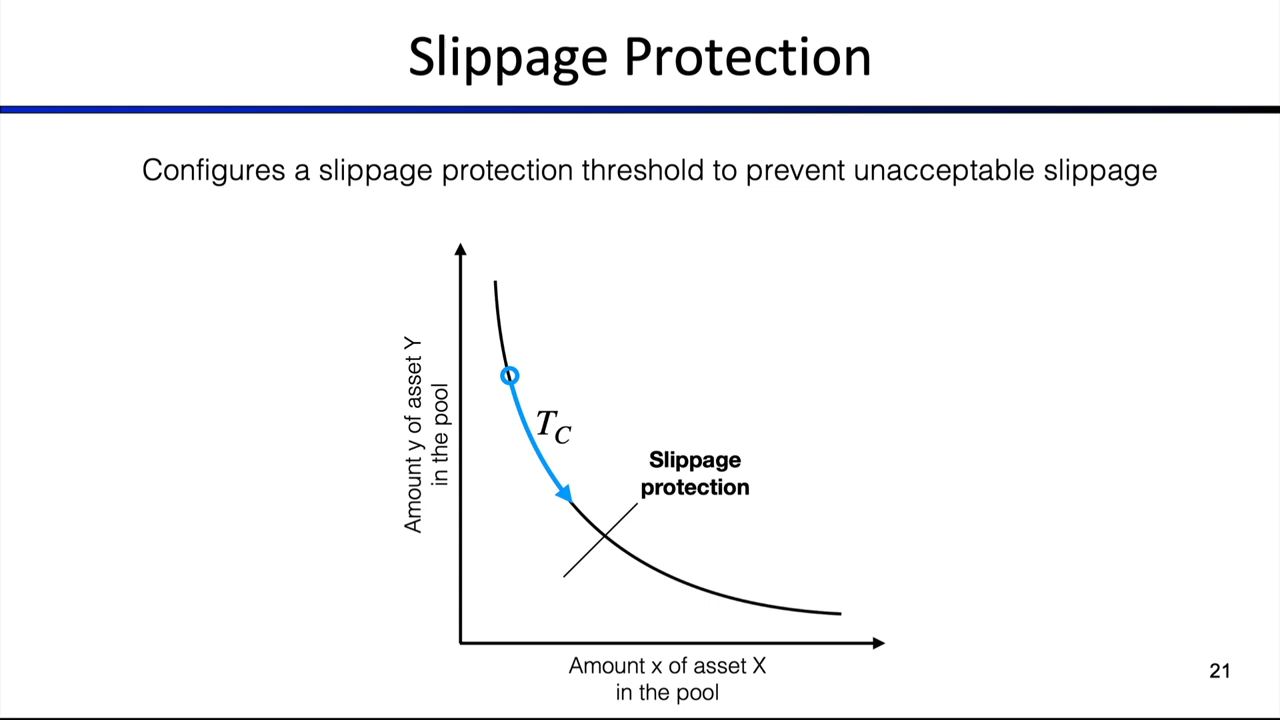 Slippage Protection
Configures a slippage protection threshold to prevent unacceptable slippage
Amount y of asset Y
in the pool
T_C
Slippage
protection
Amount x of asset X
in the pool
21